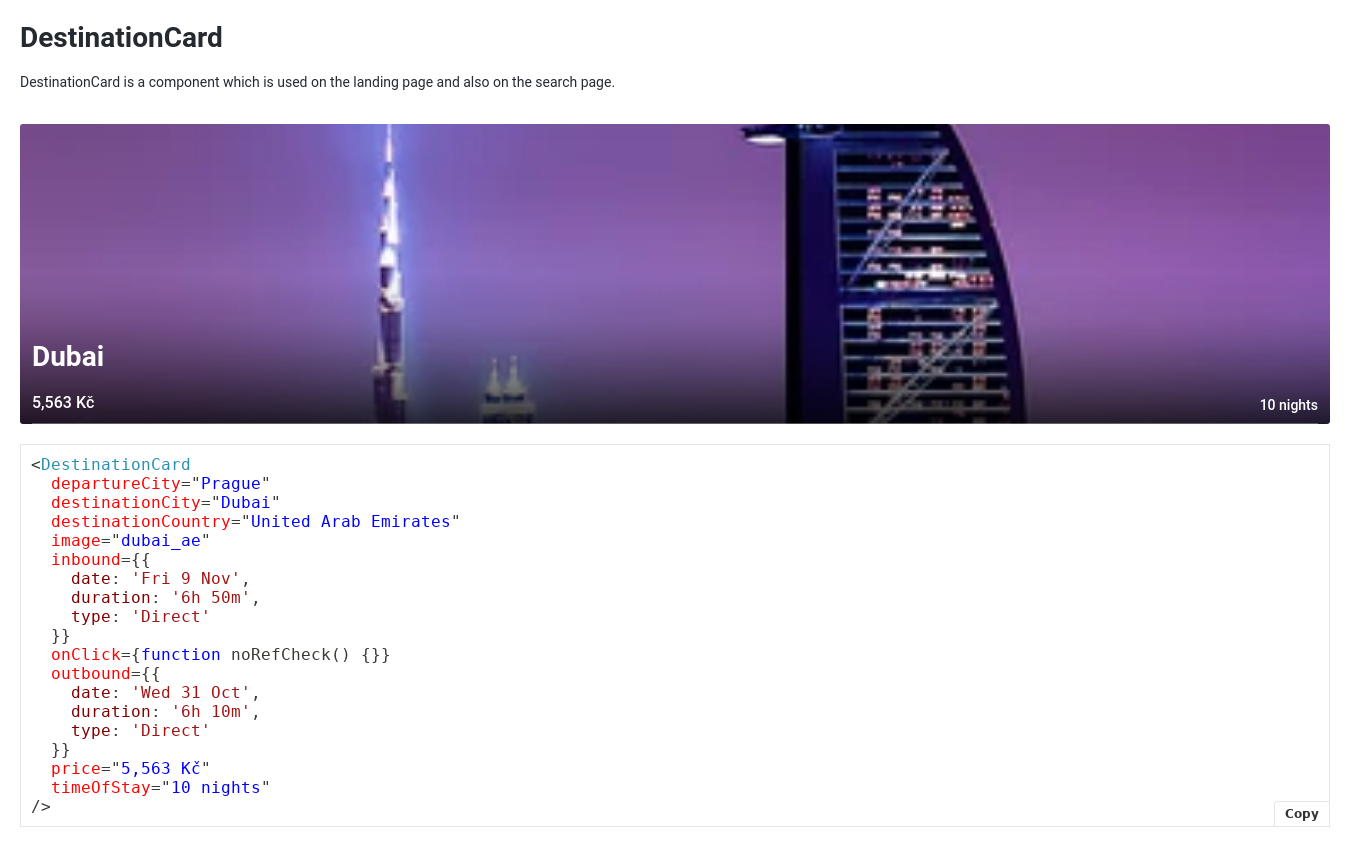 DestinationCard
DestinationCard is a component which is used on the landing page and also on the search page.
Dubai
5,563 Kč
10 nights
<DestinationCard
  departureCity="Prague"
  destinationCity="Dubai"
  destinationCountry="United Arab Emirates"
  image="dubai_ae"
  inbound={{
    date: 'Fri 9 Nov',
    duration: '6h 50m',
    type: 'Direct'
  }}
  onClick={function noRefCheck() {}}
  outbound={{
    date: 'Wed 31 Oct',
    duration: '6h 10m',
    type: 'Direct'
  }}
  price="5,563 Kč"
  timeOfStay="10 nights"
/>
Copy